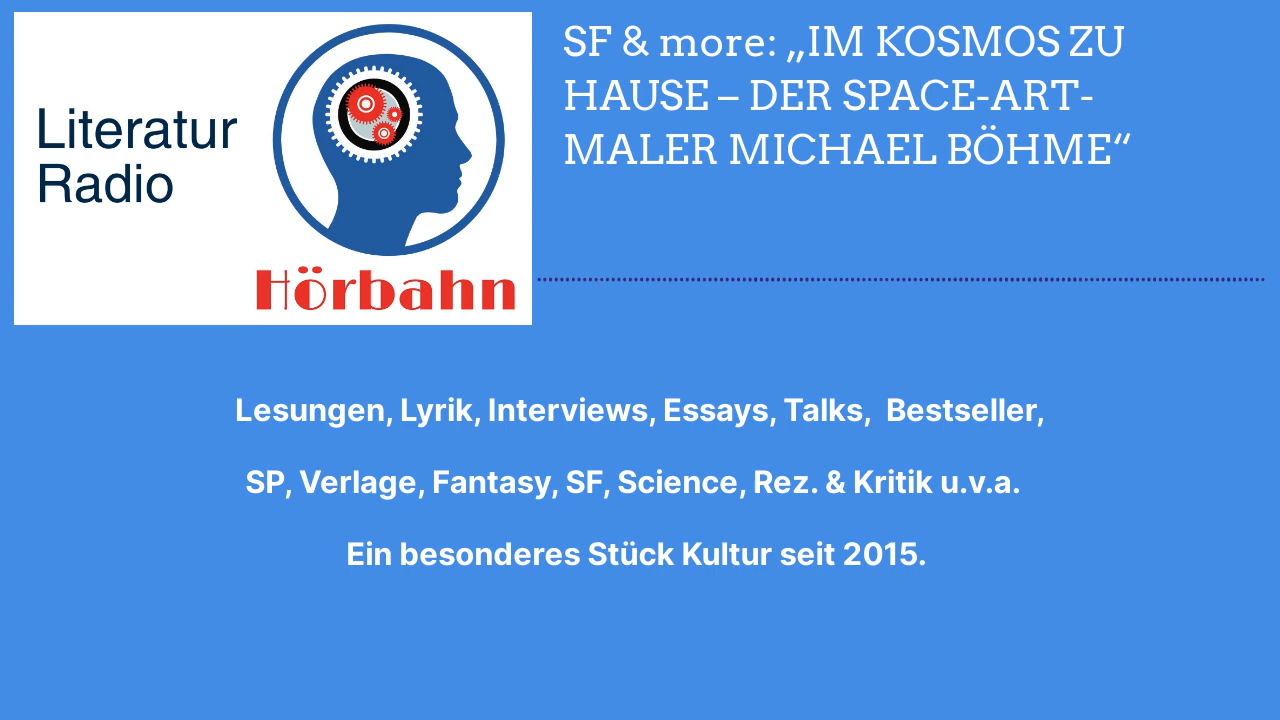 Literatur
Radio
Hörbahn
SF & more: „IM KOSMOS ZU
HAUSE – DER SPACE-ART-
MALER MICHAEL BÖHME“
Lesungen, Lyrik, Interviews, Essays, Talks,  Bestseller,
SP, Verlage, Fantasy, SF, Science, Rez. & Kritik u.v.a.
Ein besonderes Stück Kultur seit 2015.